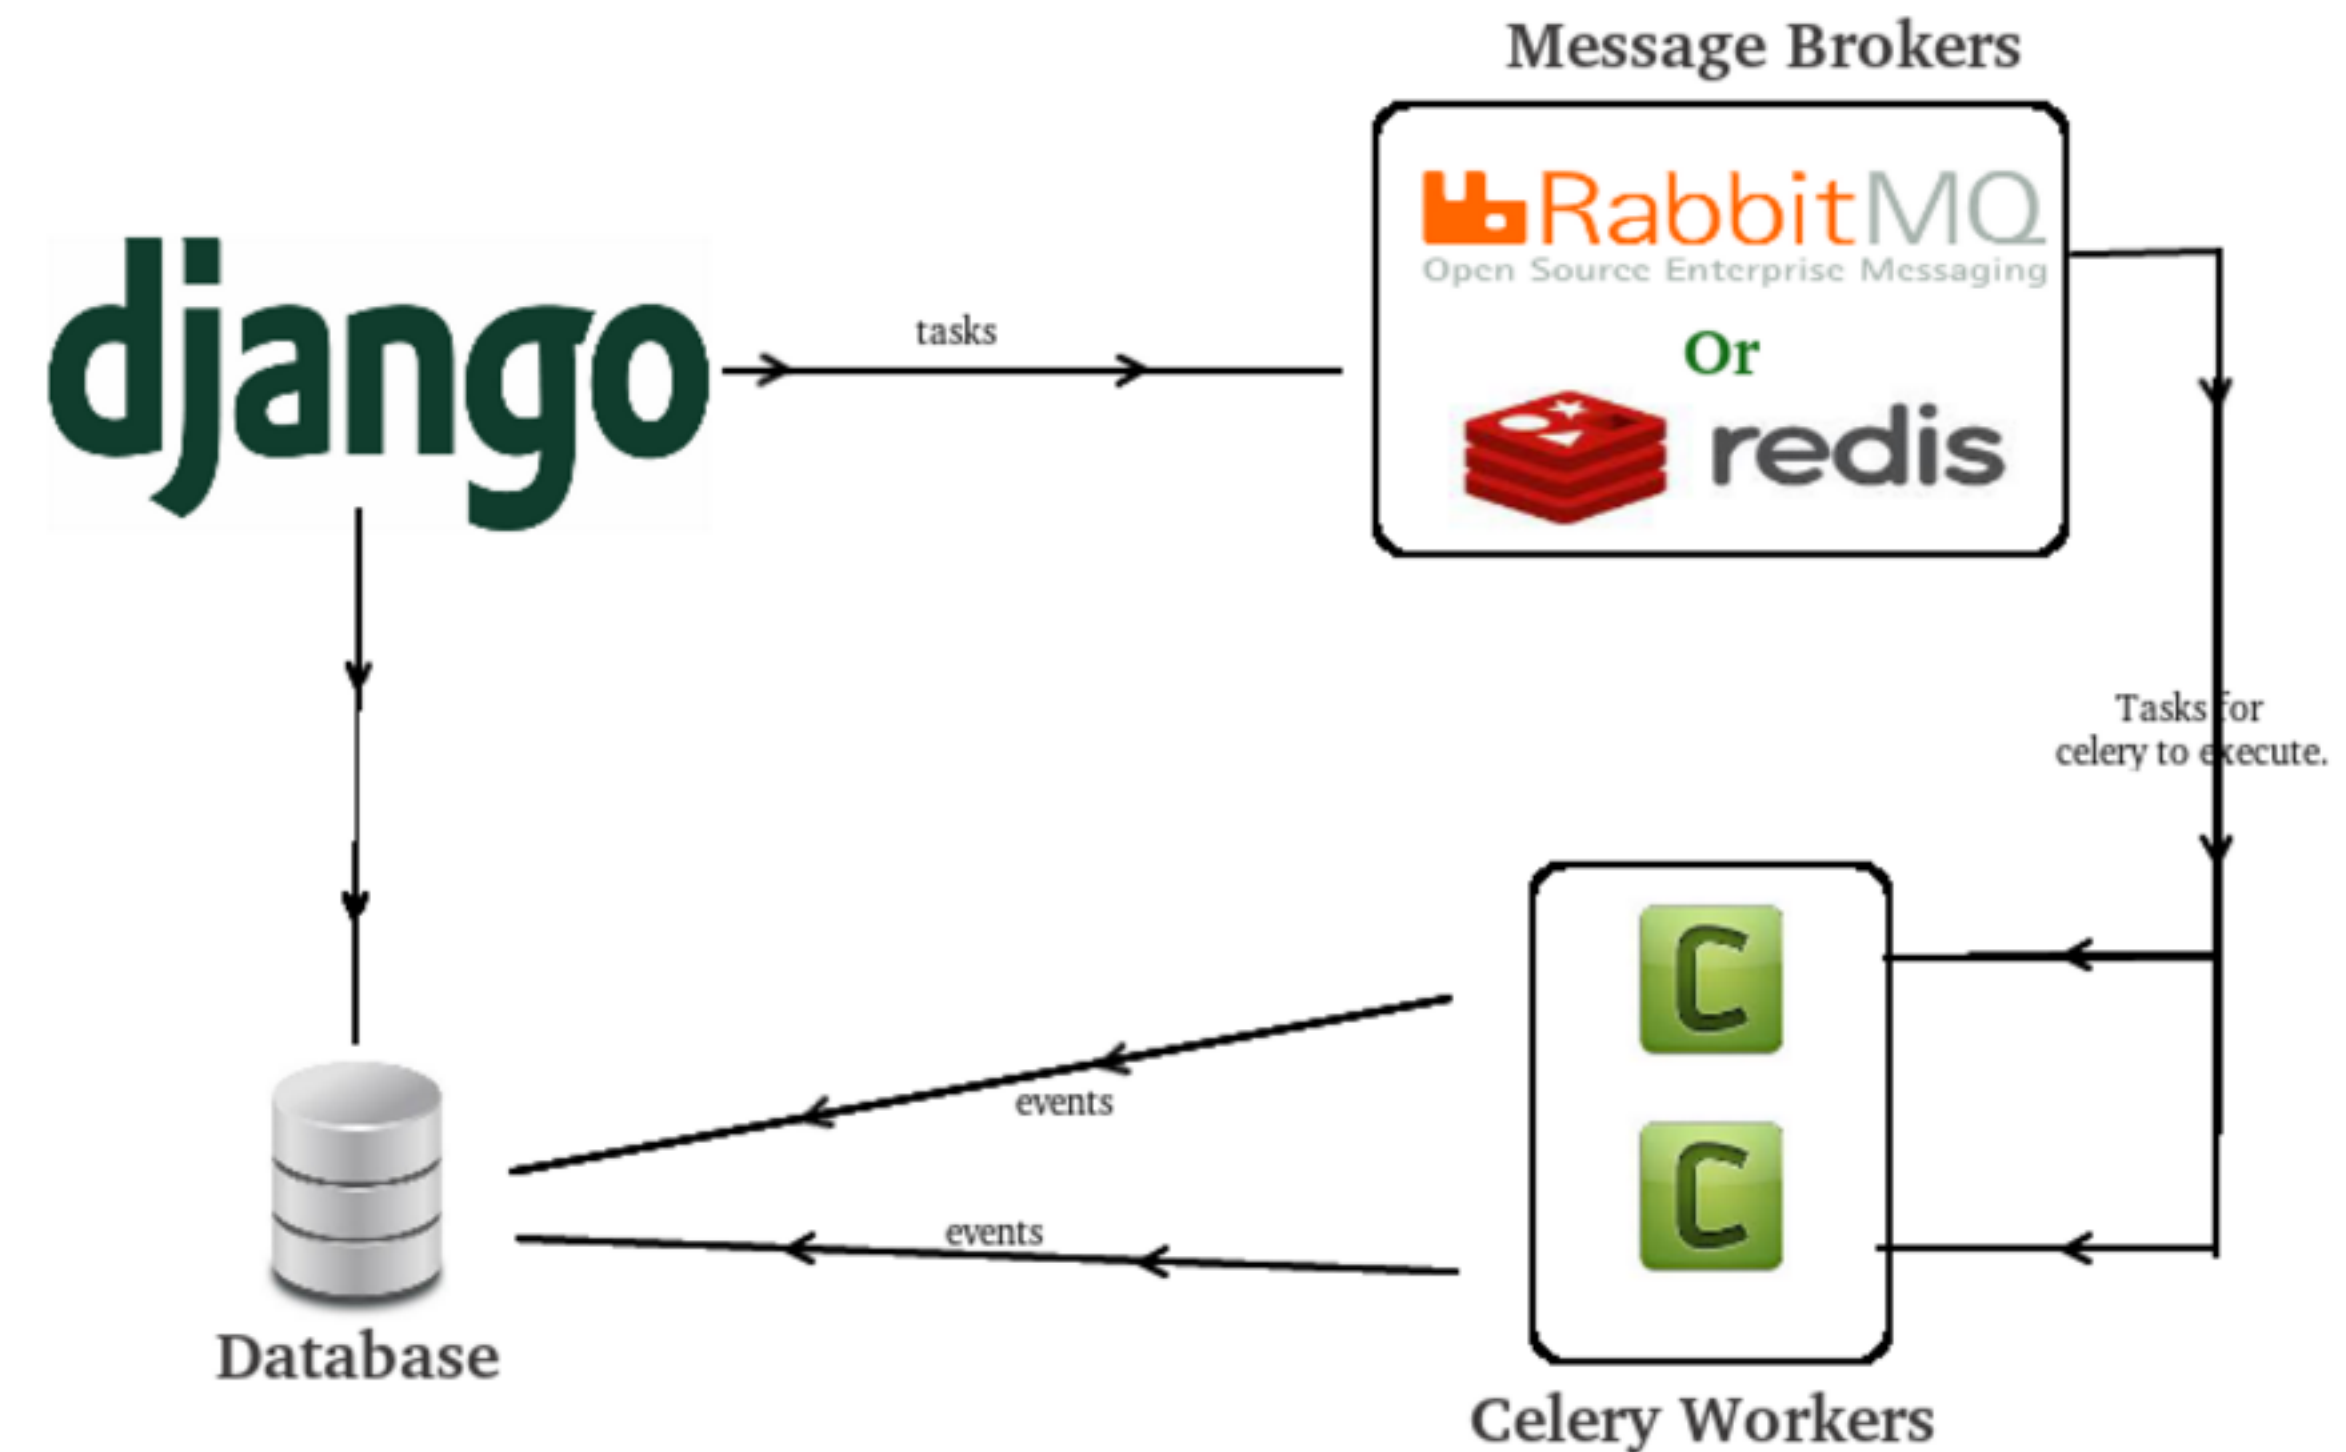 Message Brokers
RabbitMQ
Open Source Enterprise Messaging
Or
redis
django
tasks
Tasks for
celery to execute.
C
events
C
events
Database
Celery Workers